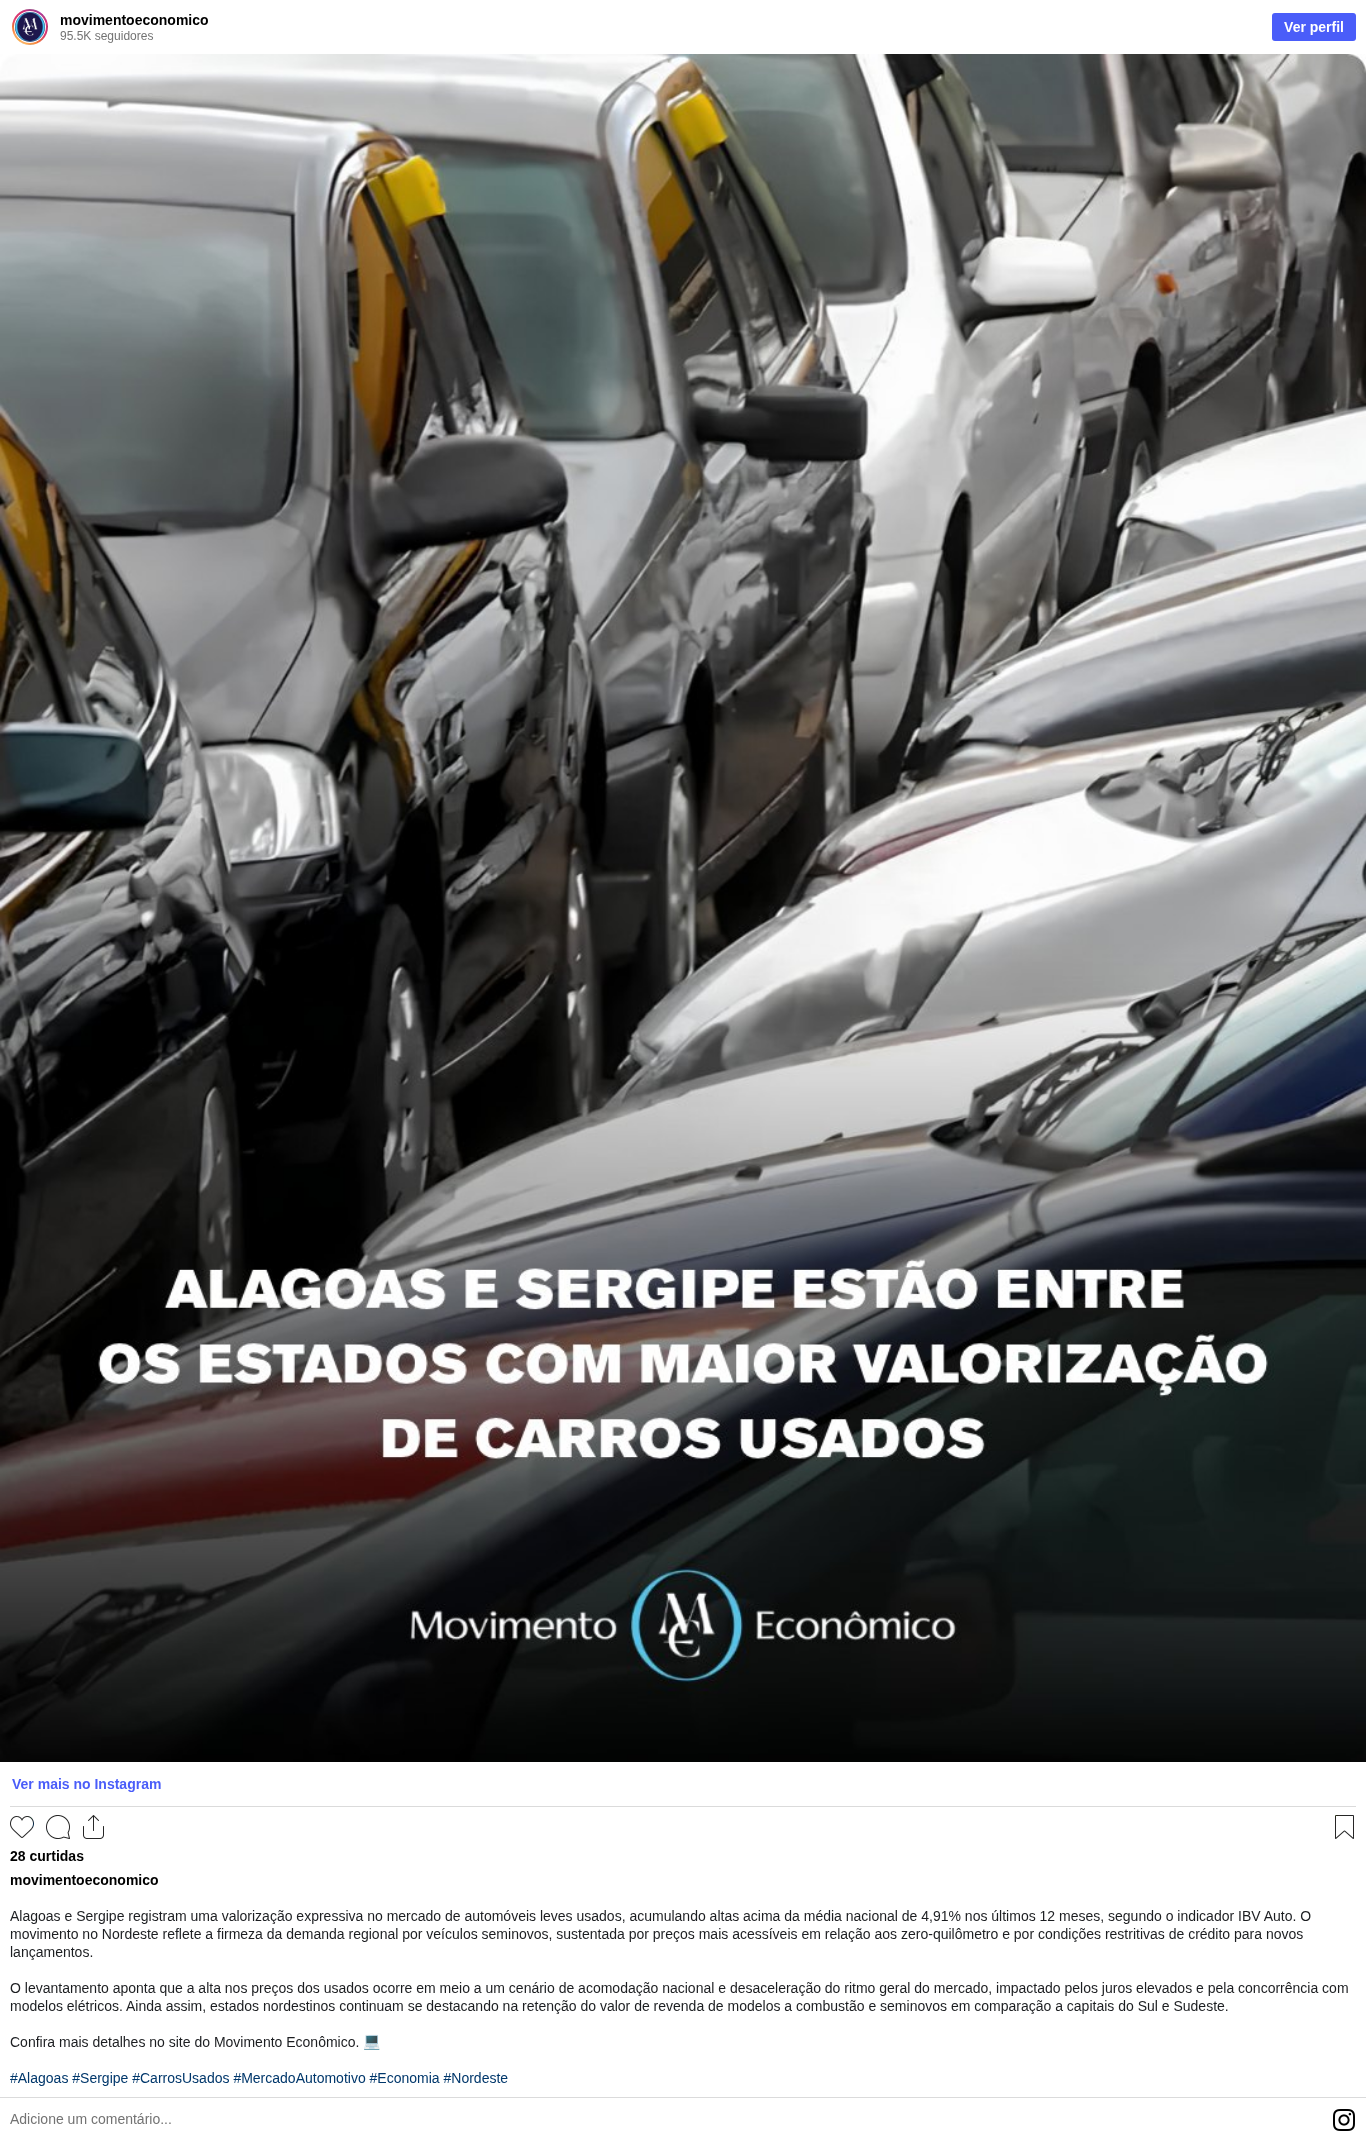 movimentoeconomico
95.5K seguidores
Ver perfil
ALAGOAS E SERGIPE ESTÃO ENTRE
OS ESTADOS COM MAIOR VALORIZAÇÃO
DE CARROS USADOS
Movimento ME Econômico
Ver mais no Instagram
28 curtidas
movimentoeconomico
Alagoas e Sergipe registram uma valorização expressiva no mercado de automóveis leves usados, acumulando altas acima da média nacional de 4,91% nos últimos 12 meses, segundo o indicador IBV Auto. O
movimento no Nordeste reflete a firmeza da demanda regional por veículos seminovos, sustentada por preços mais acessíveis em relação aos zero-quilômetro e por condições restritivas de crédito para novos
lançamentos.
O levantamento aponta que a alta nos preços dos usados ocorre em meio a um cenário de acomodação nacional e desaceleração do ritmo geral do mercado, impactado pelos juros elevados e pela concorrência com
modelos elétricos. Ainda assim, estados nordestinos continuam se destacando na retenção do valor de revenda de modelos a combustão e seminovos em comparação a capitais do Sul e Sudeste.
Confira mais detalhes no site do Movimento Econômico. 💻
#Alagoas #Sergipe #CarrosUsados #MercadoAutomotivo #Economia #Nordeste
Adicione um comentário...